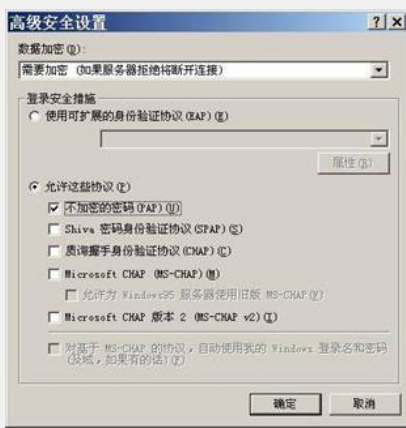 高级安全设置
数据加密(D):
需要加密（如果服务器拒绝将断开连接）
登录安全措施
使用可扩展的身份验证协议(EAP)(E)
属性(R)
允许这些协议(P)
不加密的密码(PAP)(U)
Shiva 密码身份验证协议(SPAP)(S)
质询握手身份验证协议(CHAP)(C)
Microsoft CHAP (MS-CHAP)(M)
允许为 Windows95 服务器使用旧版 MS-CHAP(W)
Microsoft CHAP 版本 2 (MS-CHAP v2)(I)
对基于 MS-CHAP 的协议，自动使用我的 Windows 登录名和密码
(及域，如果有的话)(F)
确定
取消